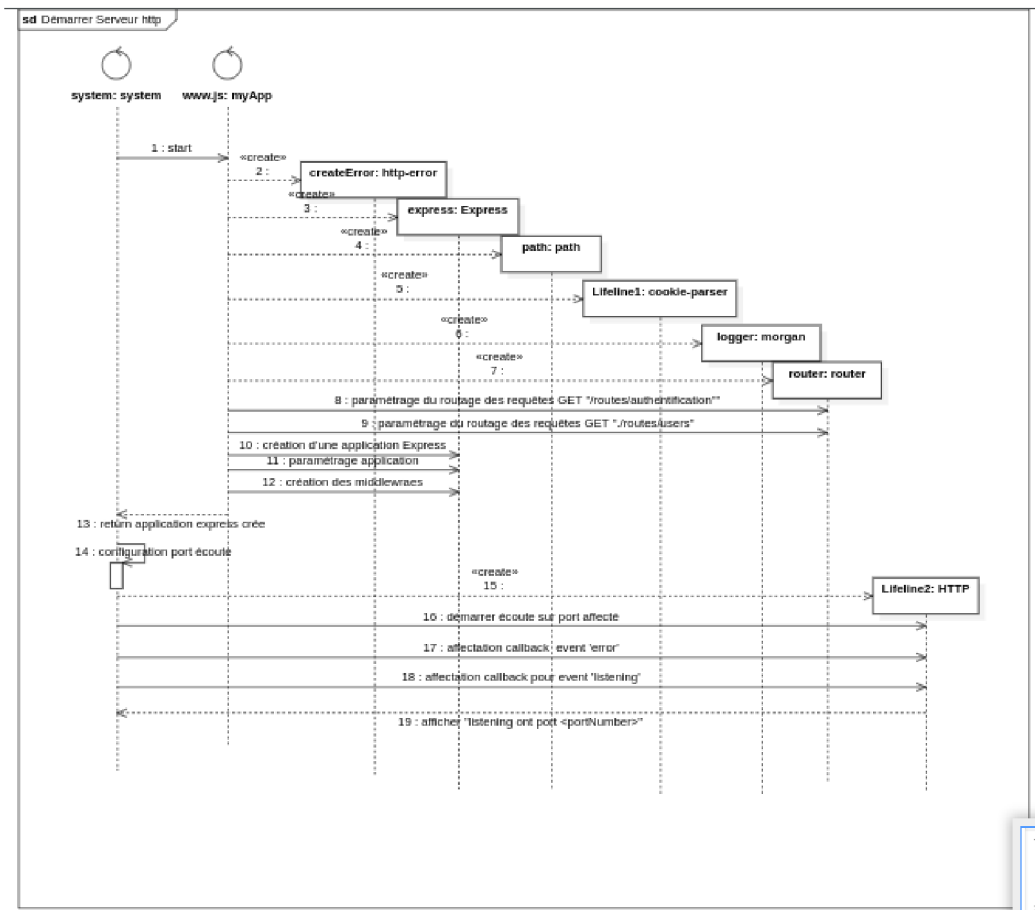 sd Démarrer Serveur http
system: system
www.js: myApp
1 : start
«create»
2 :
createError: http-error
«create»
3 :
express: Express
«create»
4 :
path: path
«create»
5 :
Lifeline1: cookie-parser
«create»
6 :
logger: morgan
«create»
7 :
router: router
8 : paramétrage du routage des requêtes GET "/routes/authentification""
9 : paramétrage du routage des requêtes GET "./routes/users"
10 : création d'une application Express
11 : paramétrage application
12 : création des middlewraes
13 : return application express crée
14 : configuration port écouté
«create»
15 :
Lifeline2: HTTP
16 : démarrer écoute sur port affecté
17 : affectation callback event 'error'
18 : affectation callback pour event 'listening'
19 : afficher "listening ont port <portNumber>"